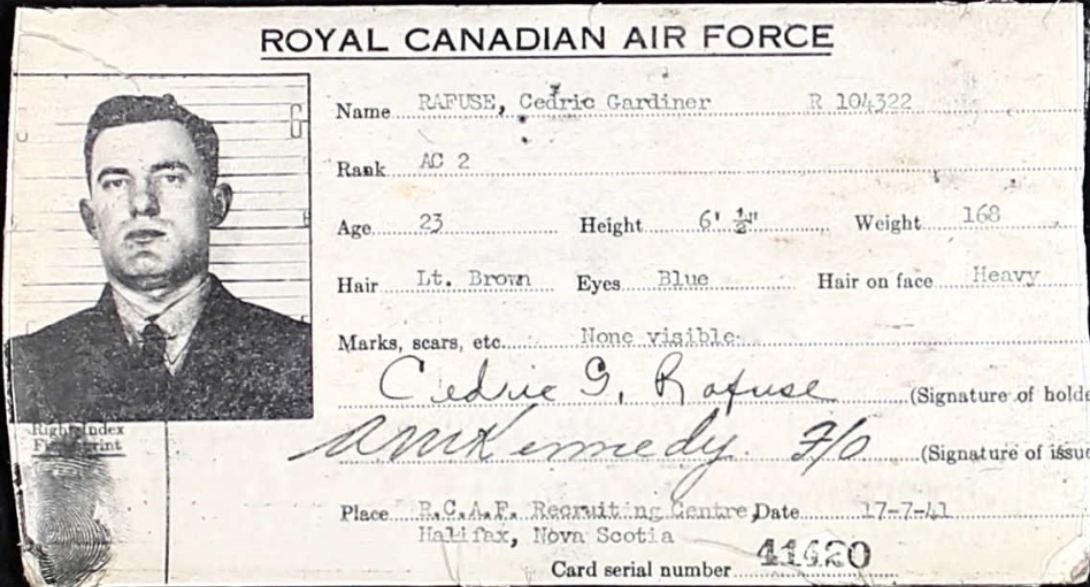 ROYAL CANADIAN AIR FORCE
Name RAFUSE, Cedric Gardiner R 104322
Rank AC 2
Age 23 Height 6' ½" Weight 168
Hair Lt. Brown Eyes Blue Hair on face Heavy
Marks, scars, etc. None visible
Cedric G. Rafuse (Signature of holde
Kennedy F/O (Signature of issu
Right Index
Fingerprint
Place R.C.A.F. Recruiting Centre, Date 17-7-41
Halifax, Nova Scotia
Card serial number 41420